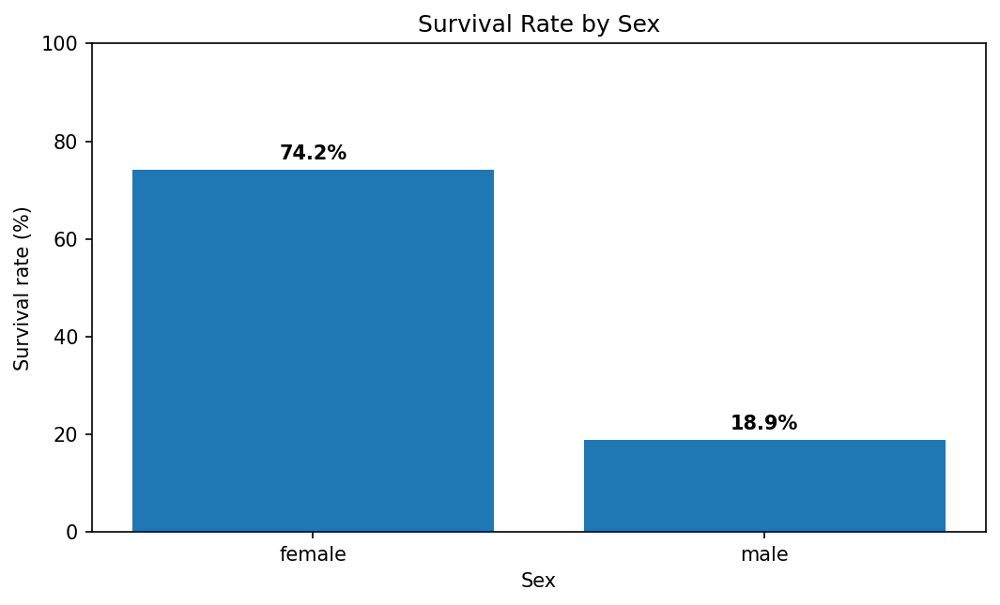 Survival Rate by Sex
Survival rate (%)
100
80
60
40
20
0
74.2%
18.9%
female
male
Sex